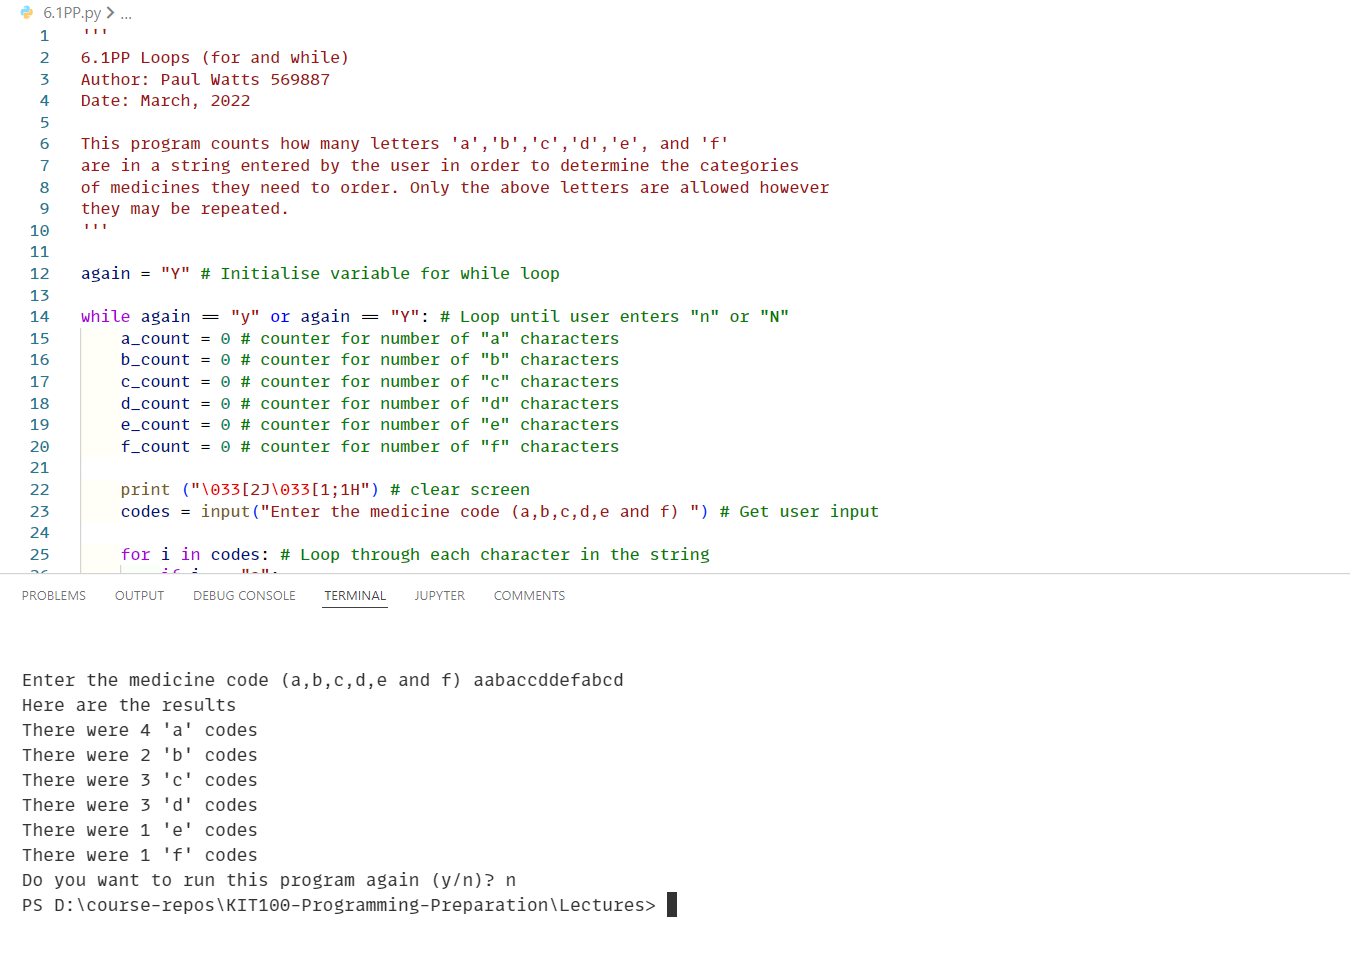 6.1PP.py > ...
1 '''
2 6.1PP Loops (for and while)
3 Author: Paul Watts 569887
4 Date: March, 2022
5
6 This program counts how many letters 'a','b','c','d','e', and 'f'
7 are in a string entered by the user in order to determine the categories
8 of medicines they need to order. Only the above letters are allowed however
9 they may be repeated.
10 '''
11
12 again = "Y" # Initialise variable for while loop
13
14 while again == "y" or again == "Y": # Loop until user enters "n" or "N"
15 a_count = 0 # counter for number of "a" characters
16 b_count = 0 # counter for number of "b" characters
17 c_count = 0 # counter for number of "c" characters
18 d_count = 0 # counter for number of "d" characters
19 e_count = 0 # counter for number of "e" characters
20 f_count = 0 # counter for number of "f" characters
21
22 print ("\033[2J\033[1;1H") # clear screen
23 codes = input("Enter the medicine code (a,b,c,d,e and f) ") # Get user input
24
25 for i in codes: # Loop through each character in the string
PROBLEMS OUTPUT DEBUG CONSOLE TERMINAL JUPYTER COMMENTS
Enter the medicine code (a,b,c,d,e and f) aabaccddefabcd
Here are the results
There were 4 'a' codes
There were 2 'b' codes
There were 3 'c' codes
There were 3 'd' codes
There were 1 'e' codes
There were 1 'f' codes
Do you want to run this program again (y/n)? n
PS D:\course-repos\KIT100-Programming-Preparation\Lectures>